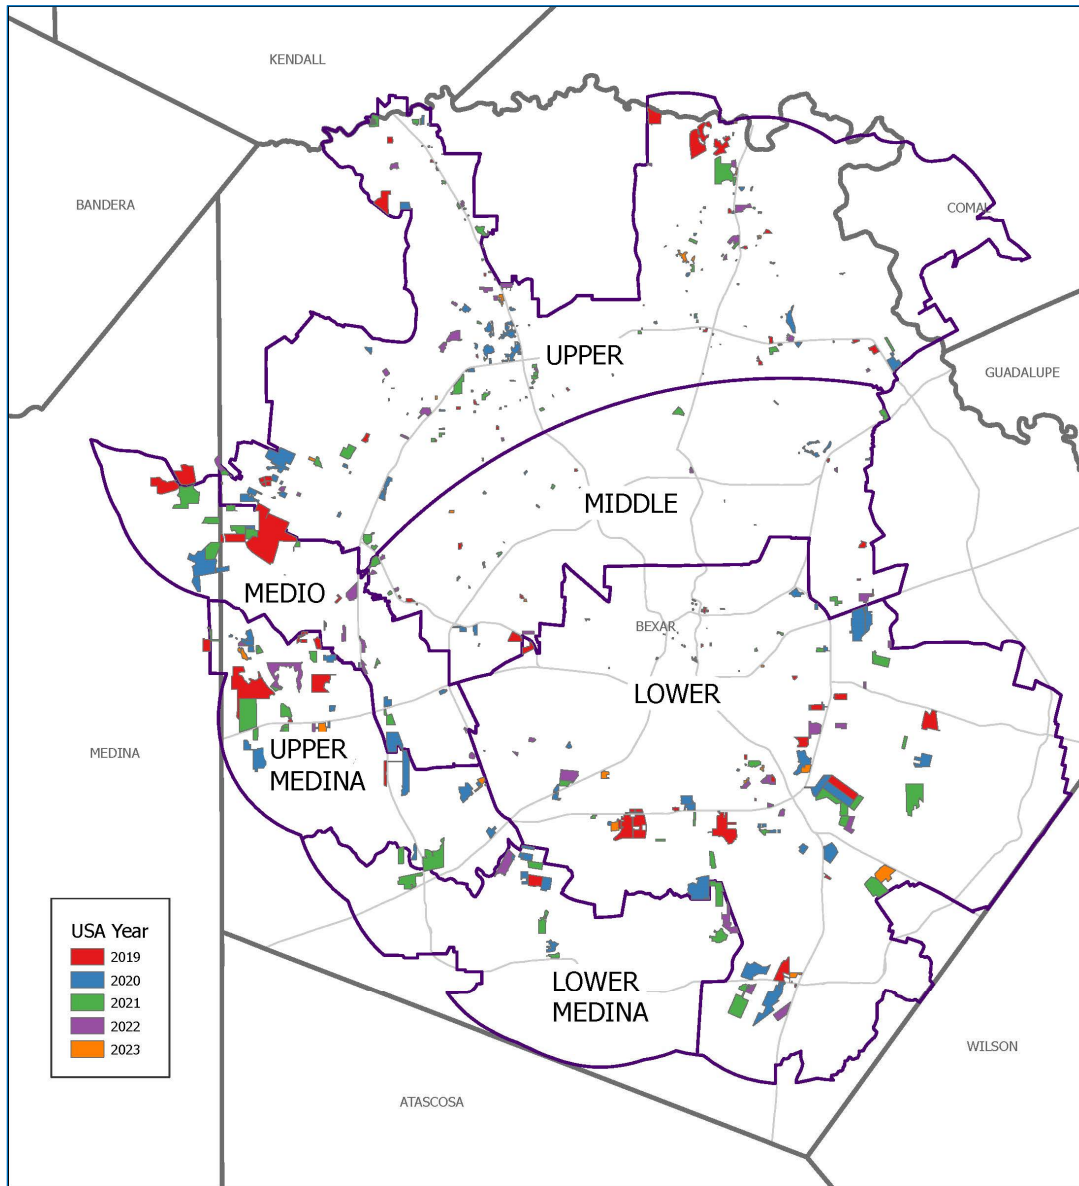 KENDALL
BANDERA
COMAL
UPPER
GUADALUPE
MIDDLE
MEDIO
BEXAR
LOWER
MEDINA
UPPER
MEDINA
USA Year
2019
2020
2021
2022
2023
LOWER
MEDINA
WILSON
ATASCOSA